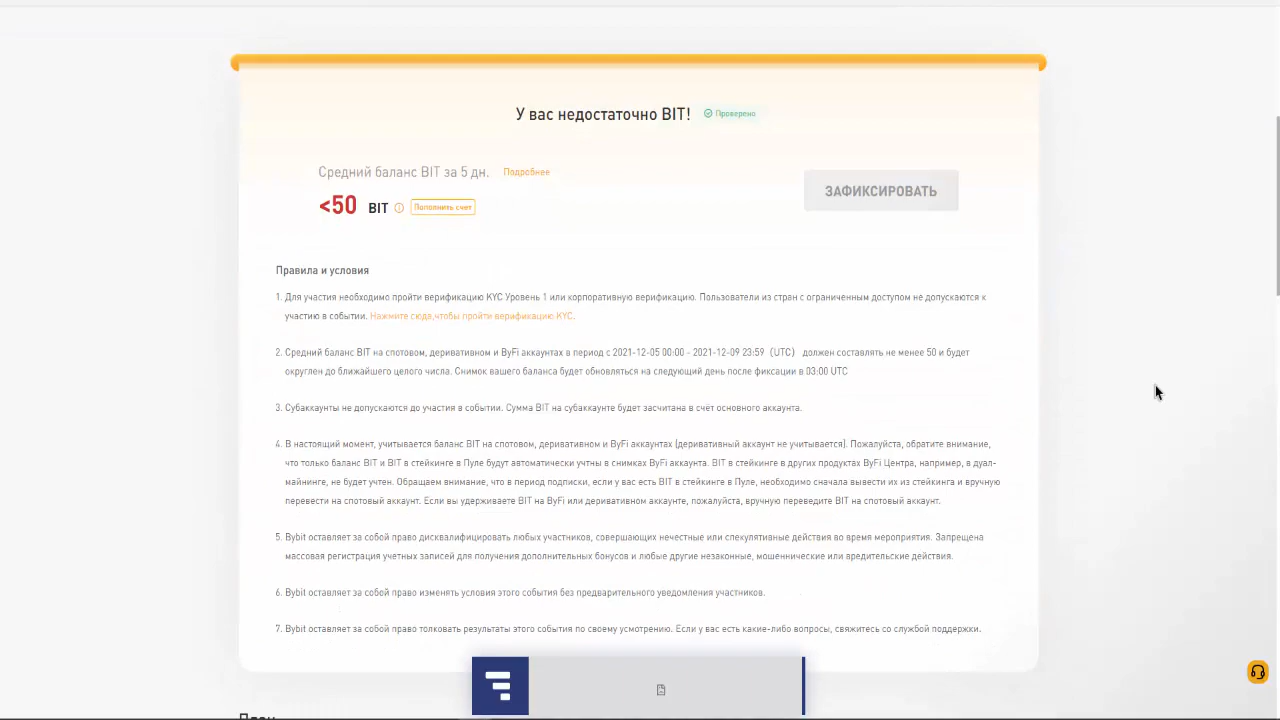 У вас недостаточно BIT!
Проверено
Средний баланс BIT за 5 дн. Подробнее
<50 BIT Пополнить счет
ЗАФИКСИРОВАТЬ
Правила и условия
1. Для участия необходимо пройти верификацию KYC Уровень 1 или корпоративную верификацию. Пользователи из стран с ограниченным доступом не допускаются к
участию в событии. Нажмите сюда,чтобы пройти верификацию KYC.
2. Средний баланс BIT на спотовом, деривативном и ByFi аккаунтах в период с 2021-12-05 00:00 - 2021-12-09 23:59 (UTC) должен составлять не менее 50 и будет
округлен до ближайшего целого числа. Снимок вашего баланса будет обновляться на следующий день после фиксации в 03:00 UTC
3. Субаккаунты не допускаются до участия в событии. Сумма BIT на субаккаунте будет засчитана в счёт основного аккаунта.
4. В настоящий момент, учитывается баланс BIT на спотовом, деривативном и ByFi аккаунтах (деривативный аккаунт не учитывается). Пожалуйста, обратите внимание,
что только баланс BIT и BIT в стейкинге в Пуле будут автоматически учтны в снимках ByFi аккаунта. BIT в стейкинге в других продуктах ByFi Центра, например, в дуал-
майнинге, не будет учтен. Обращаем внимание, что в период подписки, если у вас есть BIT в стейкинге в Пуле, необходимо сначала вывести их из стейкинга и вручную
перевести на спотовый аккаунт. Если вы удерживаете BIT на ByFi или деривативном аккаунте, пожалуйста, вручную переведите BIT на спотовый аккаунт.
5. Bybit оставляет за собой право дисквалифицировать любых участников, совершающих нечестные или спекулятивные действия во время мероприятия. Запрещена
массовая регистрация учетных записей для получения дополнительных бонусов и любые другие незаконные, мошеннические или вредительские действия.
6. Bybit оставляет за собой право изменять условия этого события без предварительного уведомления участников.
7. Bybit оставляет за собой право толковать результаты этого события по своему усмотрению. Если у вас есть какие-либо вопросы, свяжитесь со службой поддержки.
План